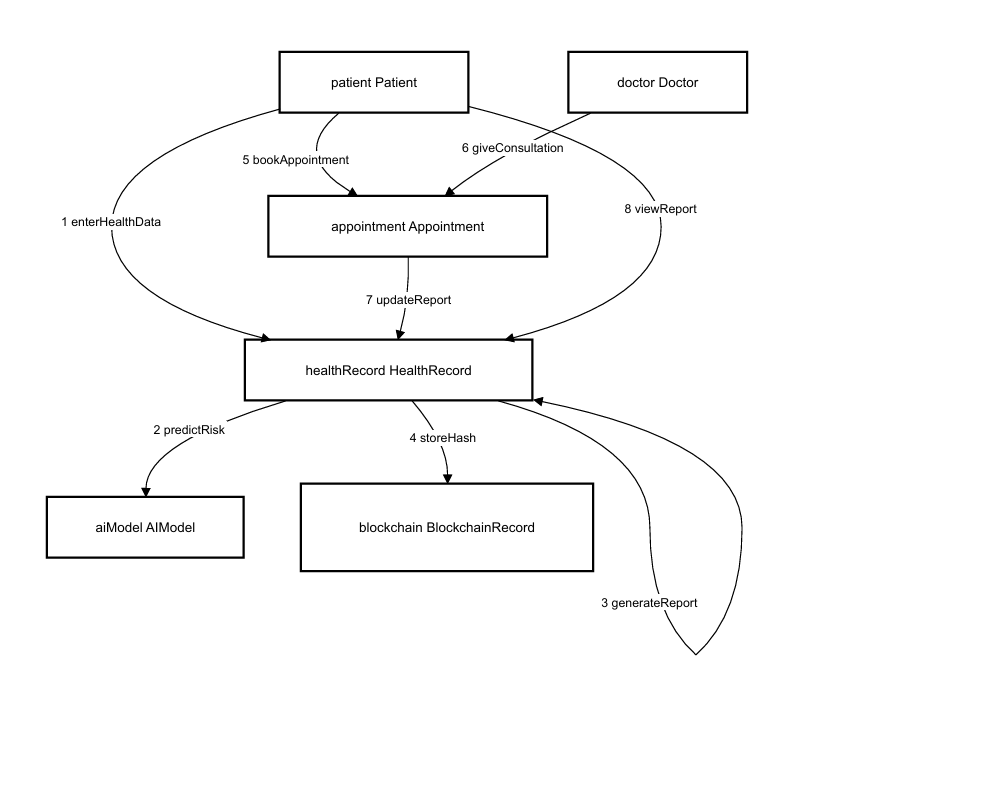 patient Patient
doctor Doctor
6 giveConsultation
5 bookAppointment
8 viewReport
1 enterHealthData
appointment Appointment
7 updateReport
healthRecord HealthRecord
2 predictRisk
4 storeHash
aiModel AIModel
blockchain BlockchainRecord
3 generateReport